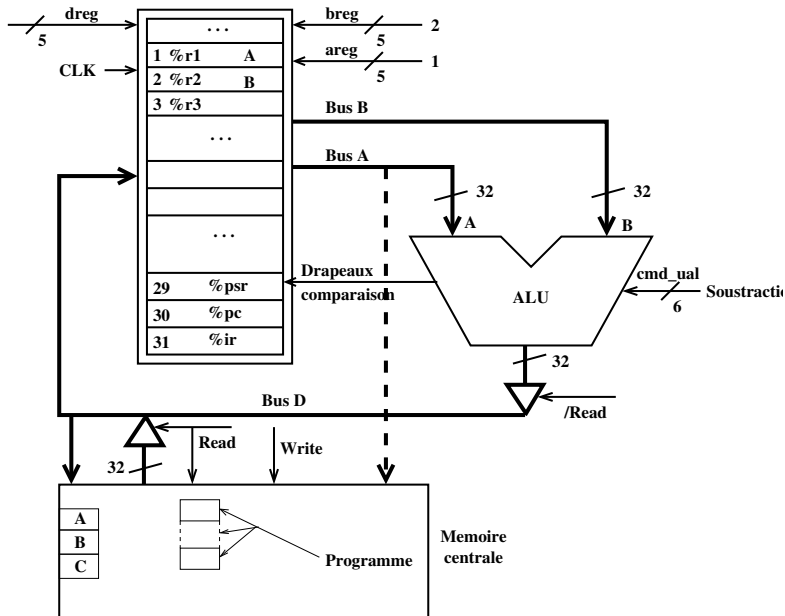 dreg
5
CLK
...
1 %r1 A
2 %r2 B
3 %r3
...
...
29 %psr
30 %pc
31 %ir
breg
5
2
areg
5
1
Bus B
Bus A
32
32
A
B
Drapeaux
comparaison
ALU
cmd_ual
6
32
/Read
Bus D
Read
Write
32
A
B
C
Programme
Memoire
centrale